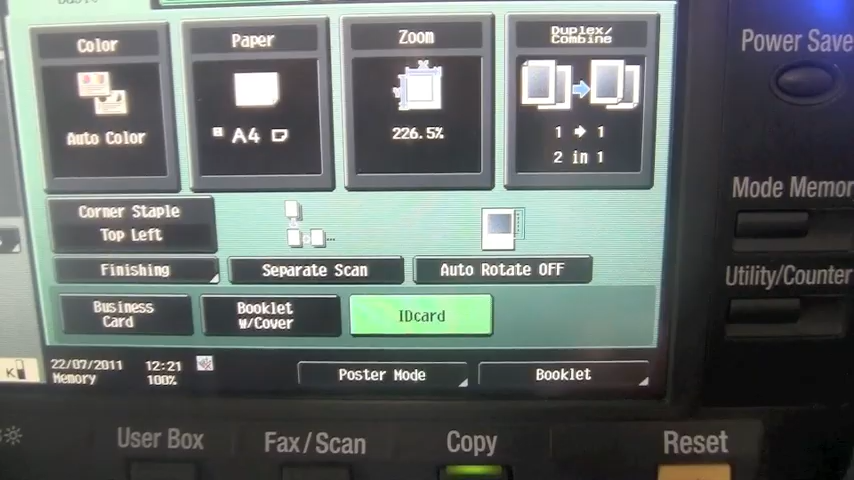 Basic
Color
Paper
Zoom
Duplex/
Combine
Auto Color
A4
226.5%
1 → 1
2 in 1
Corner Staple
Top Left
Finishing
Separate Scan
Auto Rotate OFF
Business
Card
Booklet
w/Cover
IDcard
K
22/07/2011
12:21
Memory
100%
Poster Mode
Booklet
Power Save
Mode Memor
Utility/Counter
User Box
Fax/Scan
Copy
Reset